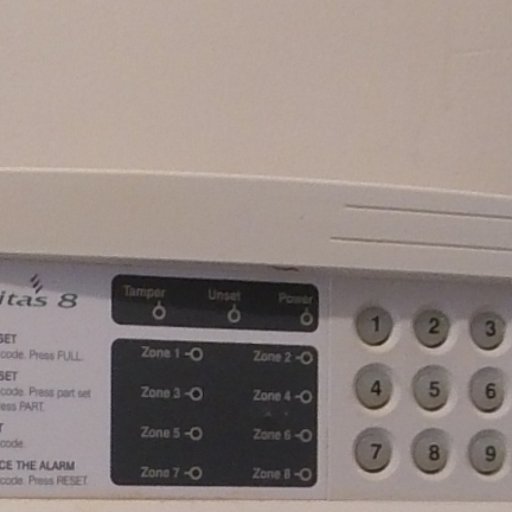 itas 8
SET
code. Press FULL
SET
code. Press part set
ess PART.
T
code.
CE THE ALARM
code. Press RESET
Tamper Unset Power
Zone 1 Zone 2
Zone 3 Zone 4
Zone 5 Zone 6
Zone 7 Zone 8
1 2 3
4 5 6
7 8 9